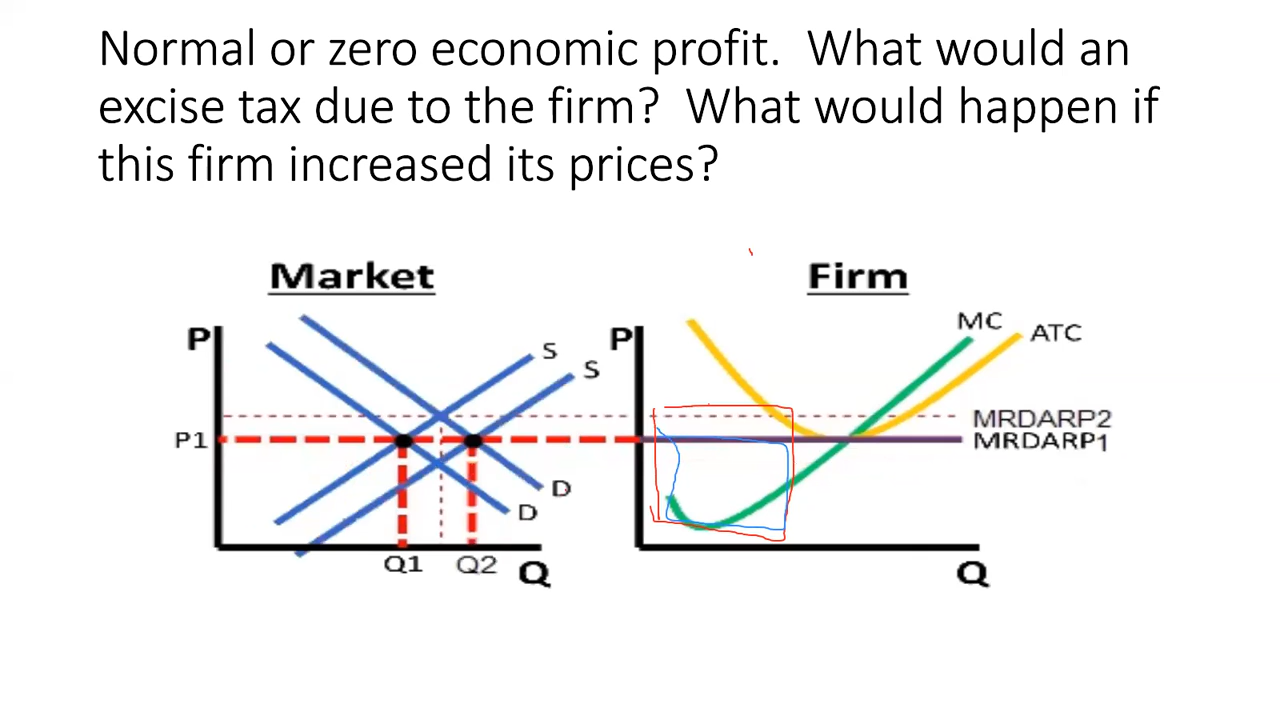 Normal or zero economic profit.  What would an
excise tax due to the firm?  What would happen if
this firm increased its prices?
Market
Firm
P
S
S
P1
D
D
Q1
Q2
Q
P
MC
ATC
MRDARP2
MRDARP1
Q